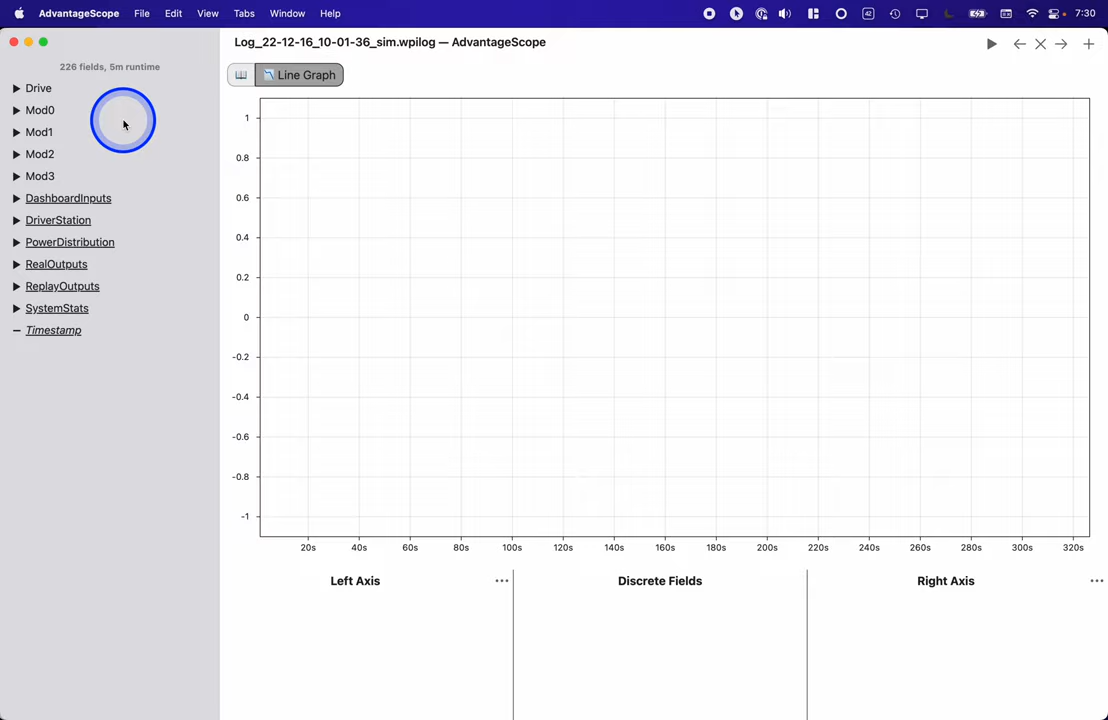 AdvantageScope File Edit View Tabs Window Help 42 7:30
Log_22-12-16_10-01-36_sim.wpilog — AdvantageScope
226 fields, 5m runtime
Drive
Mod0
Mod1
Mod2
Mod3
DashboardInputs
DriverStation
PowerDistribution
RealOutputs
ReplayOutputs
SystemStats
Timestamp
Line Graph
1
0.8
0.6
0.4
0.2
0
-0.2
-0.4
-0.6
-0.8
-1
20s 40s 60s 80s 100s 120s 140s 160s 180s 200s 220s 240s 260s 280s 300s 320s
Left Axis Discrete Fields Right Axis